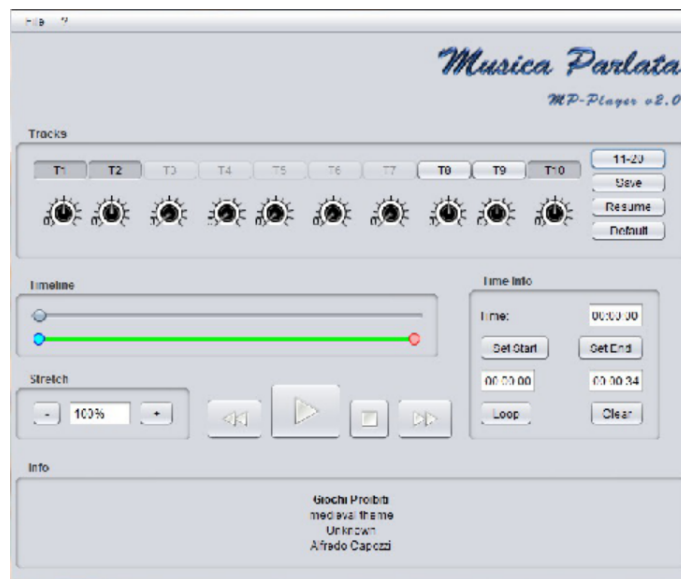 File ?
Musica Parlata
MP-Player v2.0
Tracks
T1 T2 T3 T4 T5 T6 T7 T8 T9 T10
11-20
Save
Resume
Default
Timeline
Time Info
Time: 00:00:00
Set Start Set End
00:00:00 00:00:34
Loop Clear
Stretch
- 100% +
Info
Giochi Proibiti
medieval theme
Unknown
Alfredo Capozzi